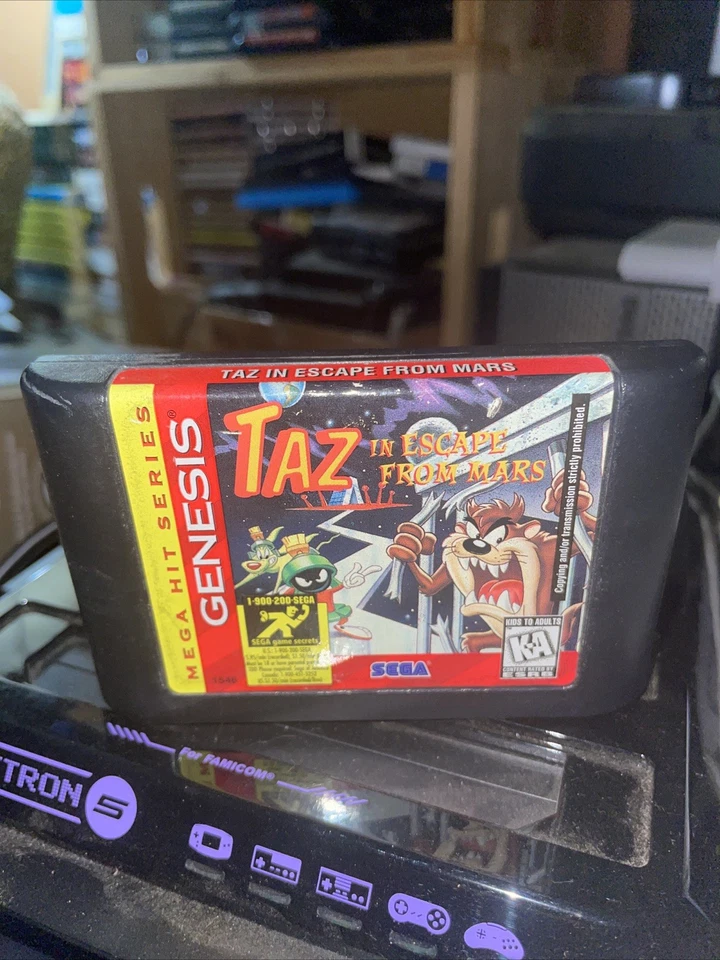 TAZ IN ESCAPE FROM MARS
MEGA HIT SERIES
GENESIS®
TAZ IN ESCAPE
FROM MARS
Copying and/or transmission strictly prohibited.
1-900-200-SEGA
SEGA game secrets
KIDS TO ADULTS
K-A
CONTENT RATED BY
ESRB
SEGA®
TRON 5
For FAMICOM®